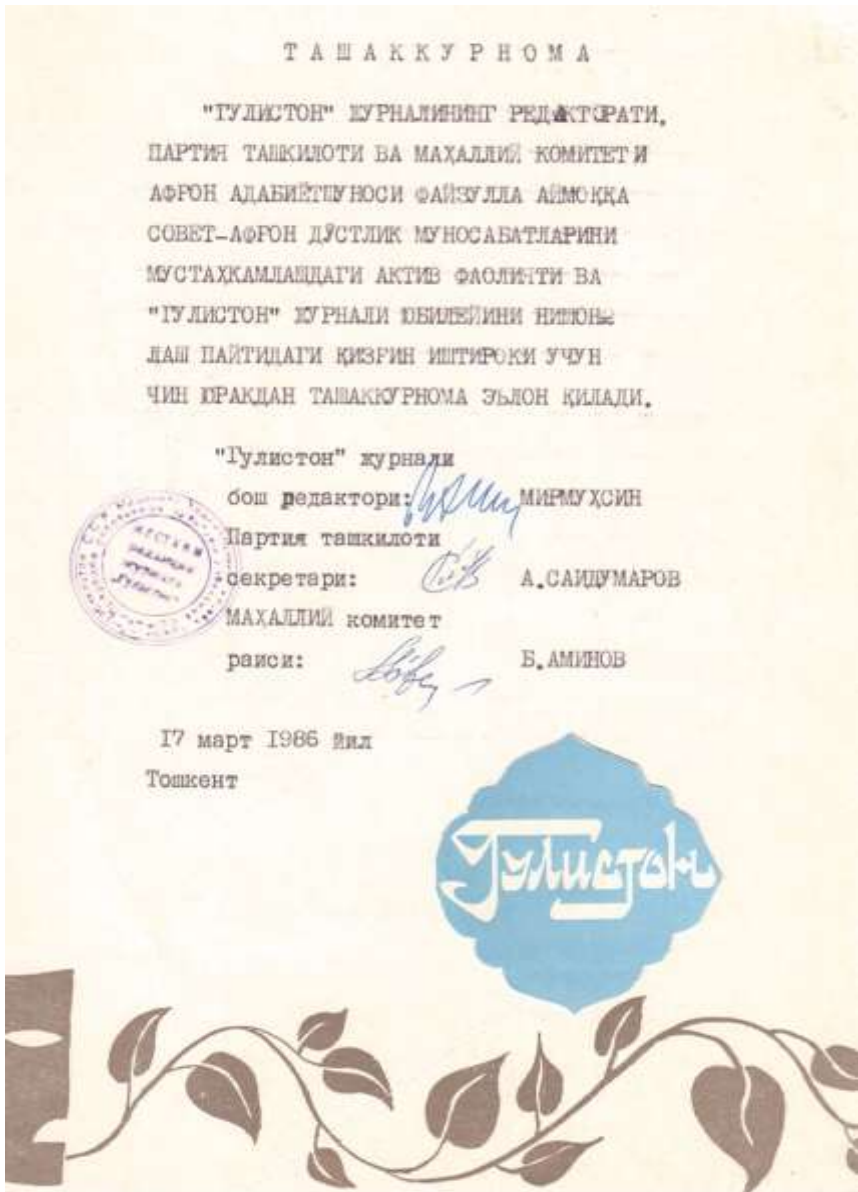 ТАШАККУРНОМА
"ГУЛИСТОН" ЖУРНАЛИНИНГ РЕДАКТОРАТИ,
ПАРТИЯ ТАШКИЛОТИ ВА МАҲАЛЛИЙ КОМИТЕТИ
АФҒОН АДАБИЁТШУНОСИ ФАЙЗУЛЛА АЙМОҚҚА
СОВЕТ-АФҒОН ДЎСТЛИК МУНОСАБАТЛАРИНИ
МУСТАҲКАМЛАШДАГИ АКТИВ ФАОЛИЯТИ ВА
"ГУЛИСТОН" ЖУРНАЛИ ЮБИЛЕЙИНИ НИШОН
ЛАШ ПАЙТИДАГИ ҚИЗҒИН ИШТИРОКИ УЧУН
ЧИН ЮРАКДАН ТАШАККУРНОМА ЭЪЛОН ҚИЛАДИ.
"Гулистон" журнали
бош редактори: МИРМУҲСИН
Партия ташкилоти
секретари: А.САИДУМАРОВ
МАҲАЛЛИЙ комитет
раиси: Б.АМИНОВ
17 март 1986 йил
Тошкент
Гулистон